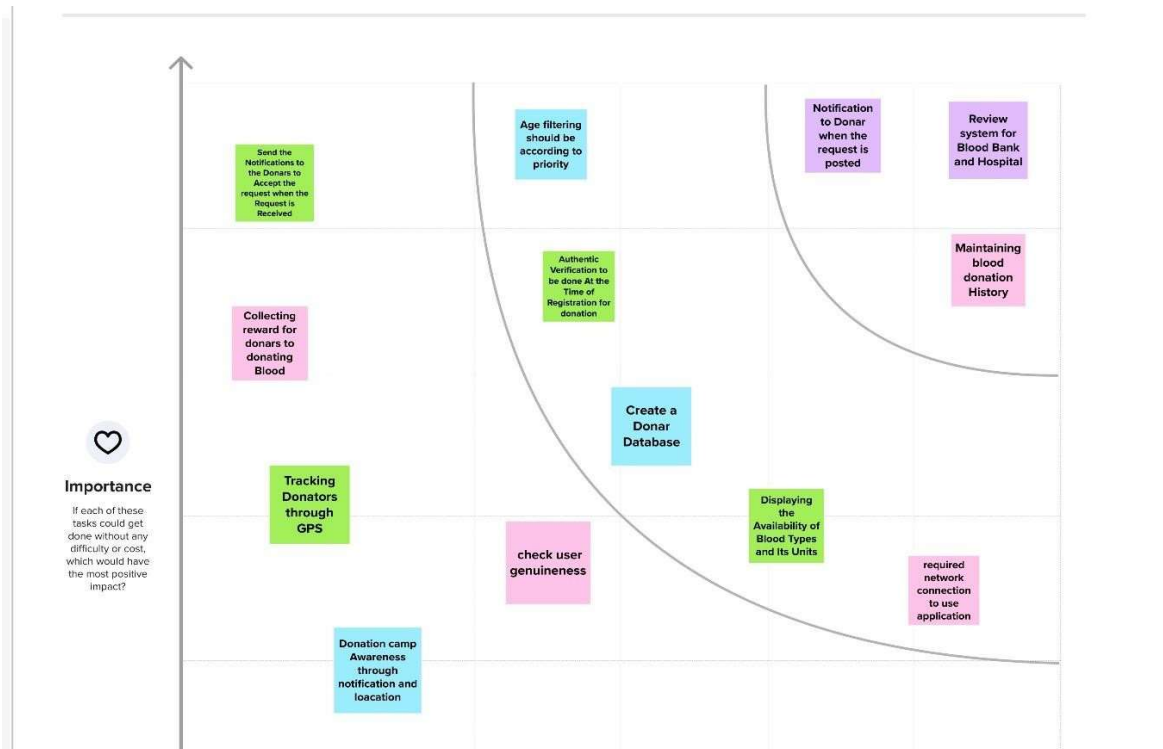 Notification
to Donar
when the
request is
posted
Review
system for
Blood Bank
and Hospital
Age filtering
should be
according to
priority
Send the
Notifications to
the Donars to
Accept the
request when the
Request is
Received
Maintaining
blood
donation
History
Authentic
Verification to
be done At the
Time of
Registration for
donation
Collecting
reward for
donars to
donating
Blood
Create a
Donar
Database
Importance
If each of these
tasks could get
done without any
difficulty or cost,
which would have
the most positive
impact?
Tracking
Donators
through
GPS
Displaying
the
Availability of
Blood Types
and Its Units
check user
genuineness
required
network
connection
to use
application
Donation camp
Awareness
through
notification and
loacation